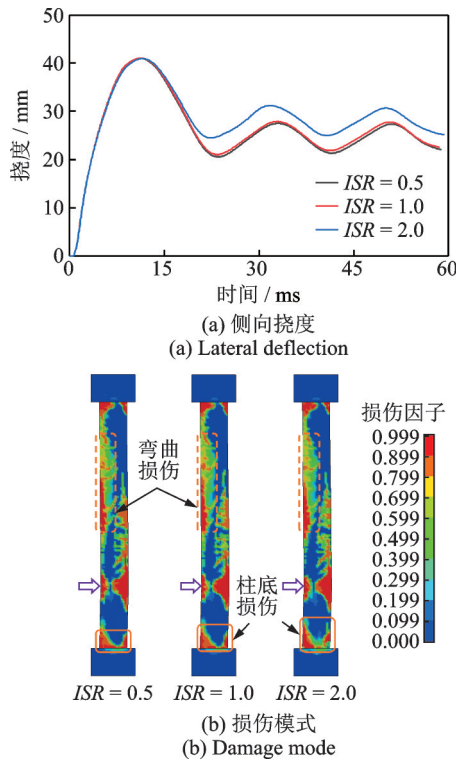 50
40
30
20
10
0
挠度 / mm
ISR = 0.5
ISR = 1.0
ISR = 2.0
0 15 30 45 60
时间 / ms
(a) 侧向挠度
(a) Lateral deflection
弯曲
损伤
柱底
损伤
损伤因子
0.999
0.899
0.799
0.699
0.599
0.499
0.399
0.299
0.199
0.099
0.000
ISR = 0.5 ISR = 1.0 ISR = 2.0
(b) 损伤模式
(b) Damage mode